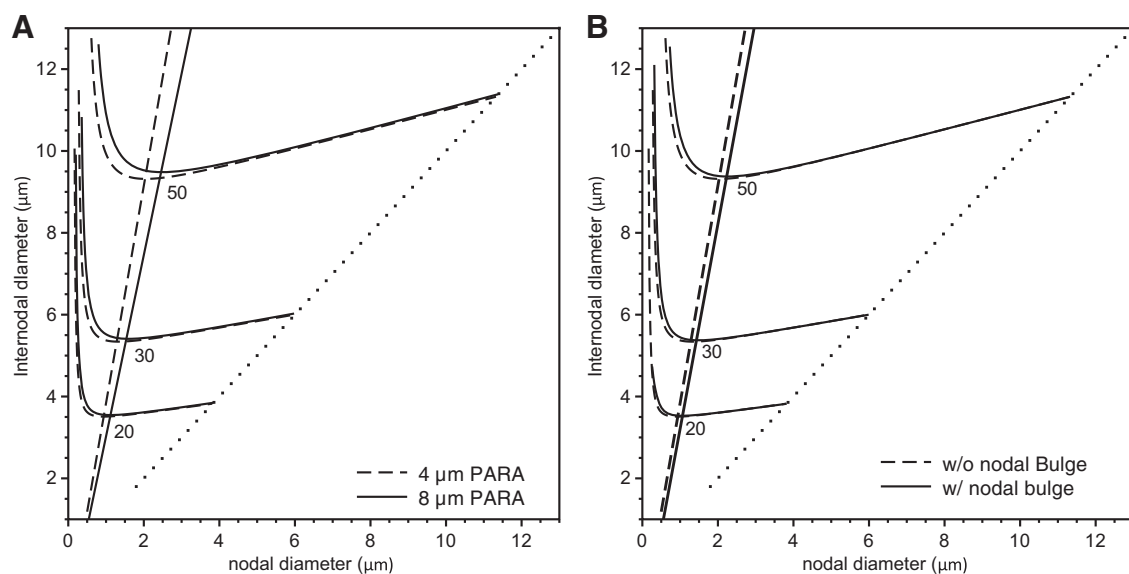 A
Internodal dIameter (µm)
12
10
8
6
4
2
50
30
20
4 µm PARA
8 µm PARA
0 2 4 6 8 10 12
nodal diameter (µm)
B
Internodal dIameter (µm)
12
10
8
6
4
2
50
30
20
w/o nodal Bulge
w/ nodal bulge
0 2 4 6 8 10 12
nodal diameter (µm)